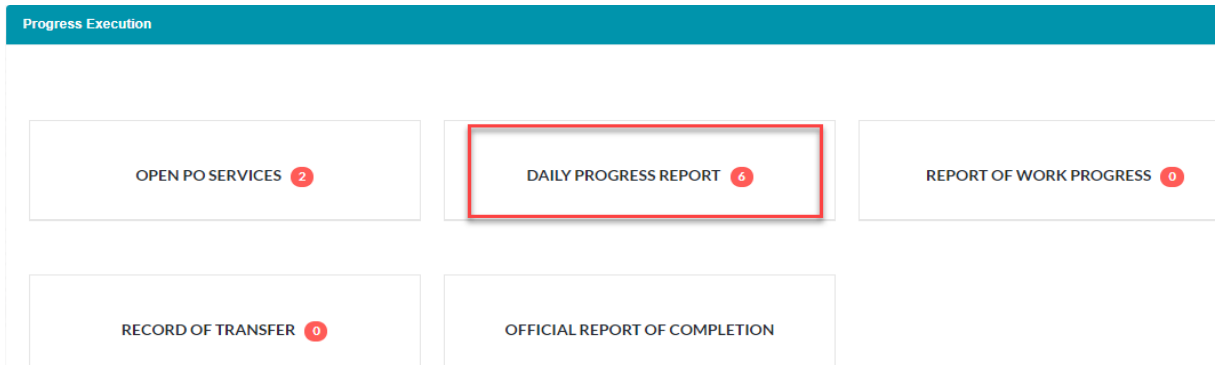 Progress Execution
OPEN PO SERVICES 2
DAILY PROGRESS REPORT 6
REPORT OF WORK PROGRESS 0
RECORD OF TRANSFER 0
OFFICIAL REPORT OF COMPLETION